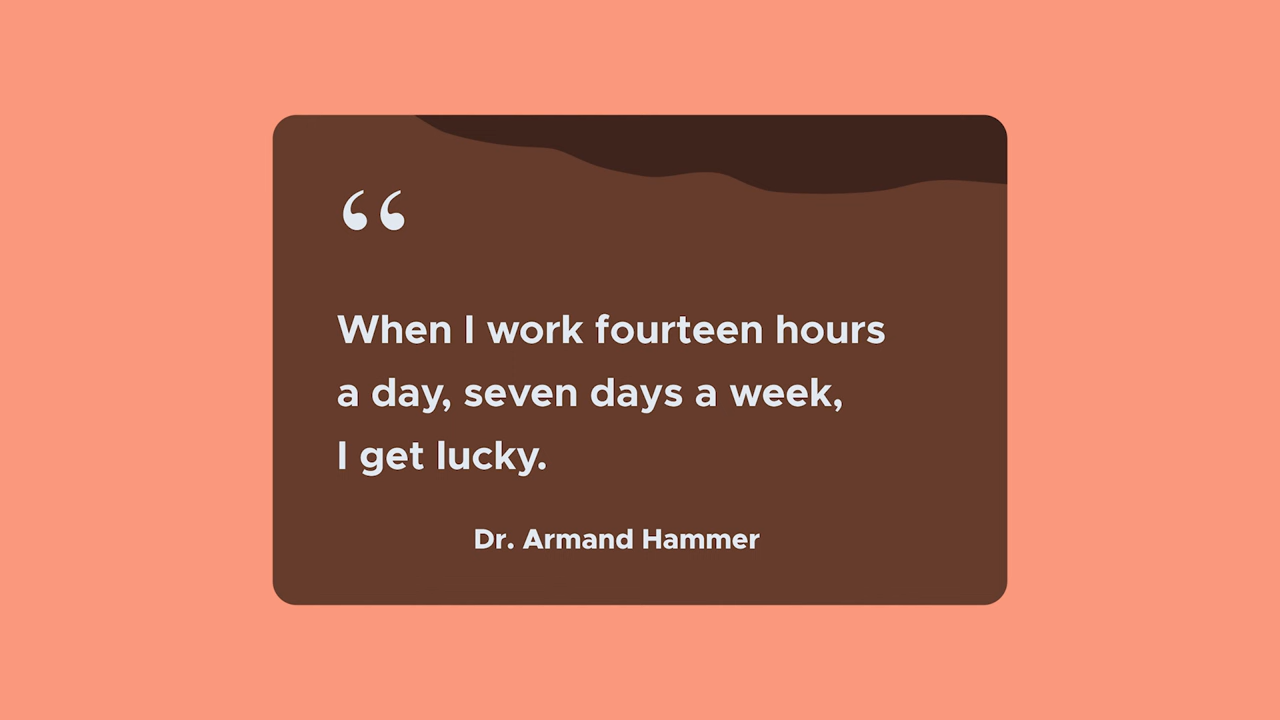 “
When I work fourteen hours
a day, seven days a week,
I get lucky.
Dr. Armand Hammer